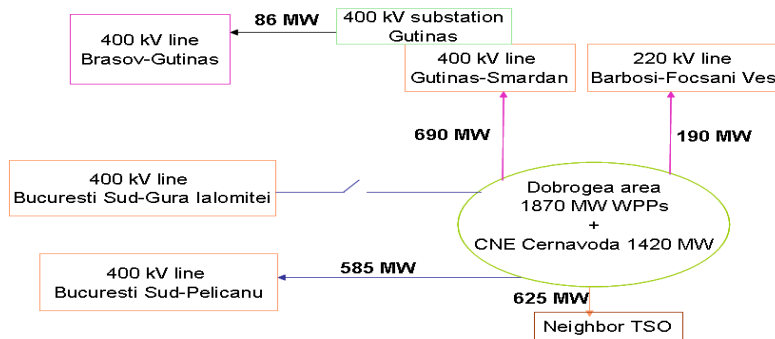 86 MW
400 kV substation
Gutinas
400 kV line
Brasov-Gutinas
400 kV line
Gutinas-Smardan
220 kV line
Barbosi-Focsani Ves
690 MW
190 MW
400 kV line
Bucuresti Sud-Gura Ialomitei
Dobrogea area
1870 MW WPPs
+
CNE Cernavoda 1420 MW
400 kV line
Bucuresti Sud-Pelicanu
585 MW
625 MW
Neighbor TSO